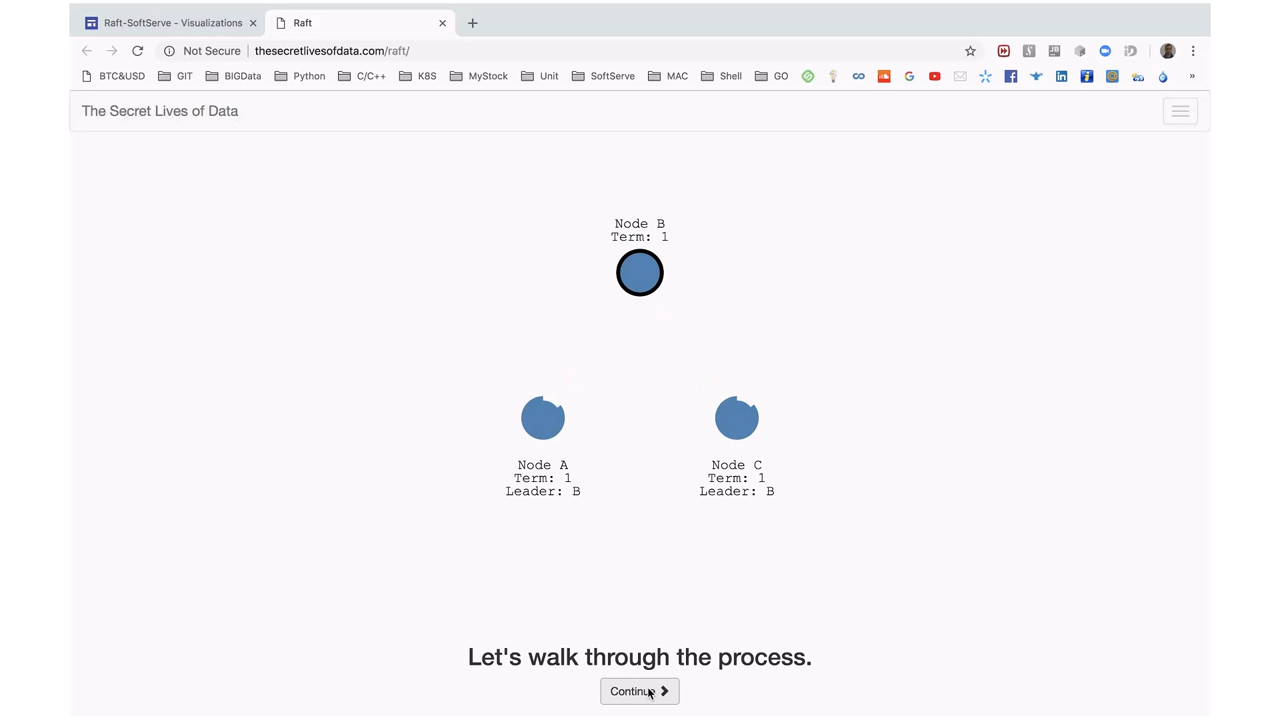 Raft-SoftServe - Visualizations
Raft
Not Secure
thesecretlivesofdata.com/raft/
BTC&USD GIT BIGData Python C/C++ K8S MyStock Unit SoftServe MAC Shell GO
The Secret Lives of Data
Node B
Term: 1
Node A
Term: 1
Leader: B
Node C
Term: 1
Leader: B
Let's walk through the process.
Continue